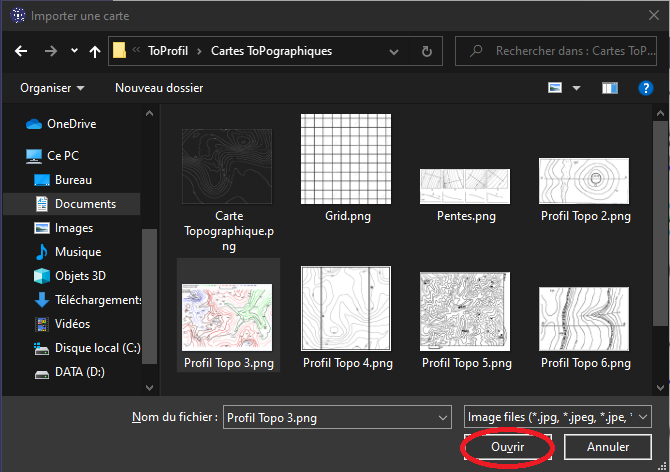 Importer une carte
ToProfil › Cartes ToPographiques
Rechercher dans : Cartes ToP...
Organiser
Nouveau dossier
?
OneDrive
Ce PC
Bureau
Documents
Images
Musique
Objets 3D
Téléchargements
Vidéos
Disque local (C:)
DATA (D:)
Carte
Topographique.p
ng
Grid.png
Pentes.png
Profil Topo 2.png
Profil Topo 3.png
Profil Topo 4.png
Profil Topo 5.png
Profil Topo 6.png
Nom du fichier :
Profil Topo 3.png
Image files (*.jpg, *.jpeg, *.jpe, *
Ouvrir
Annuler